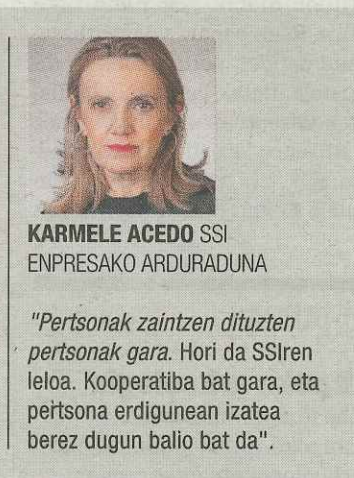 KARMELE ACEDO SSI
ENPRESAKO ARDURADUNA
"Pertsonak zaintzen dituzten
pertsonak gara. Hori da SSIren
leloa. Kooperatiba bat gara, eta
pertsona erdigunean izatea
berez dugun balio bat da".